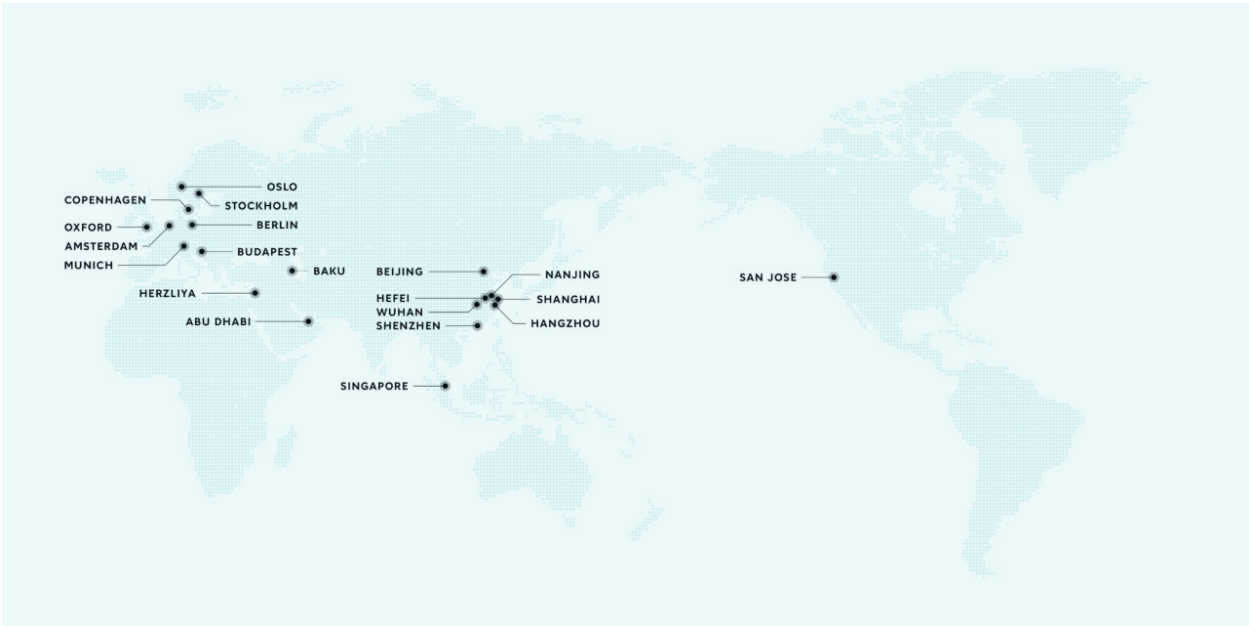 OSLO
COPENHAGEN
STOCKHOLM
OXFORD
BERLIN
AMSTERDAM
BUDAPEST
MUNICH
BAKU
BEIJING
NANJING
SAN JOSE
HERZLIYA
HEFEI
SHANGHAI
WUHAN
ABU DHABI
SHENZHEN
HANGZHOU
SINGAPORE